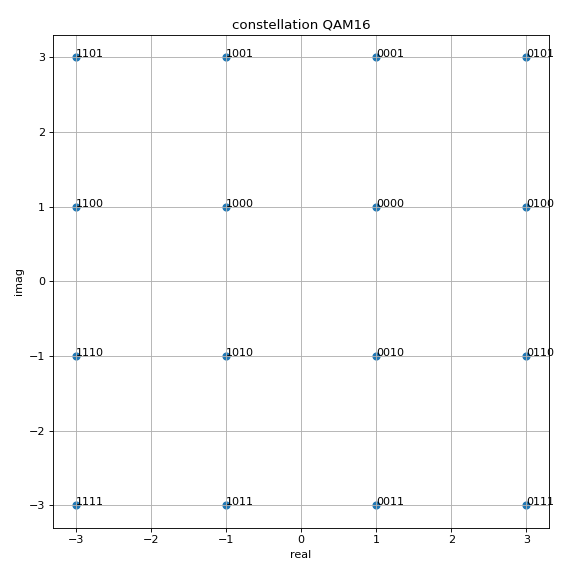 constellation QAM16
3 1101 1001 0001 0101
2
1 1100 1000 0000 0100
imag
0
−1 1110 1010 0010 0110
−2
−3 1111 1011 0011 0111
−3 −2 −1 0 1 2 3
real